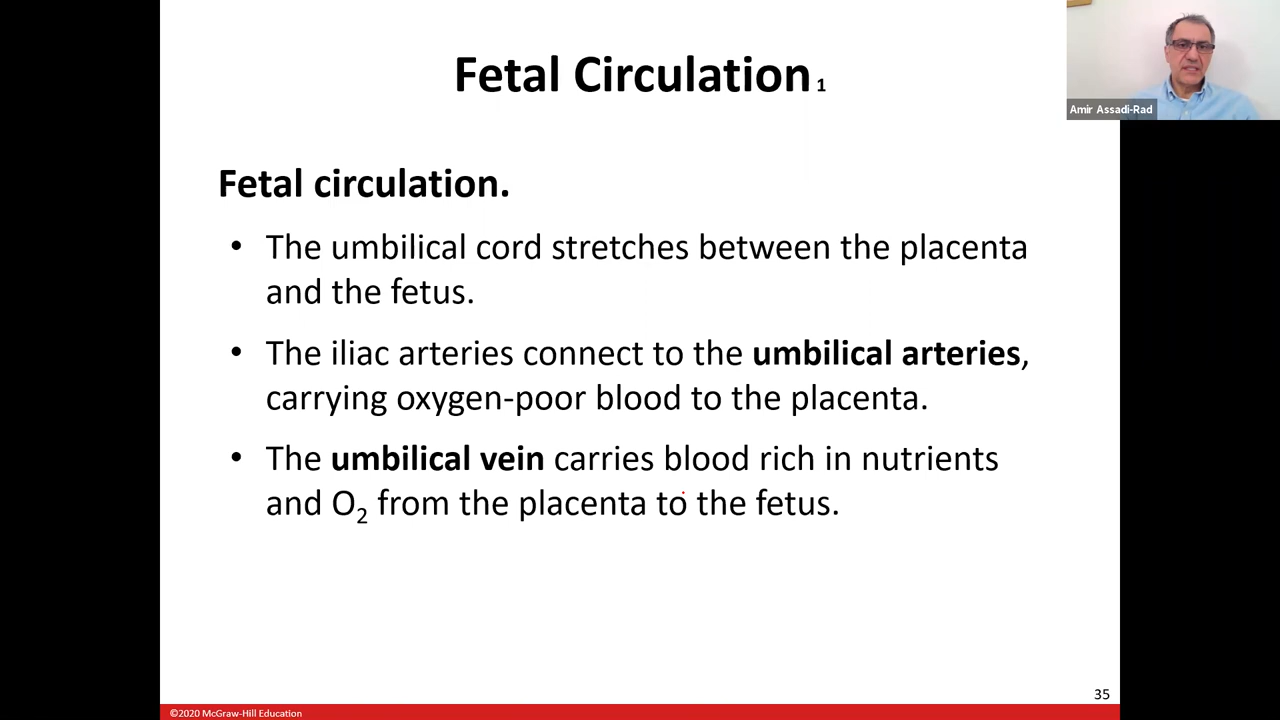 Fetal Circulation 1
Amir Assadi-Rad
Fetal circulation.
• The umbilical cord stretches between the placenta
and the fetus.
• The iliac arteries connect to the umbilical arteries,
carrying oxygen-poor blood to the placenta.
• The umbilical vein carries blood rich in nutrients
and O₂ from the placenta to the fetus.
35
©2020 McGraw-Hill Education